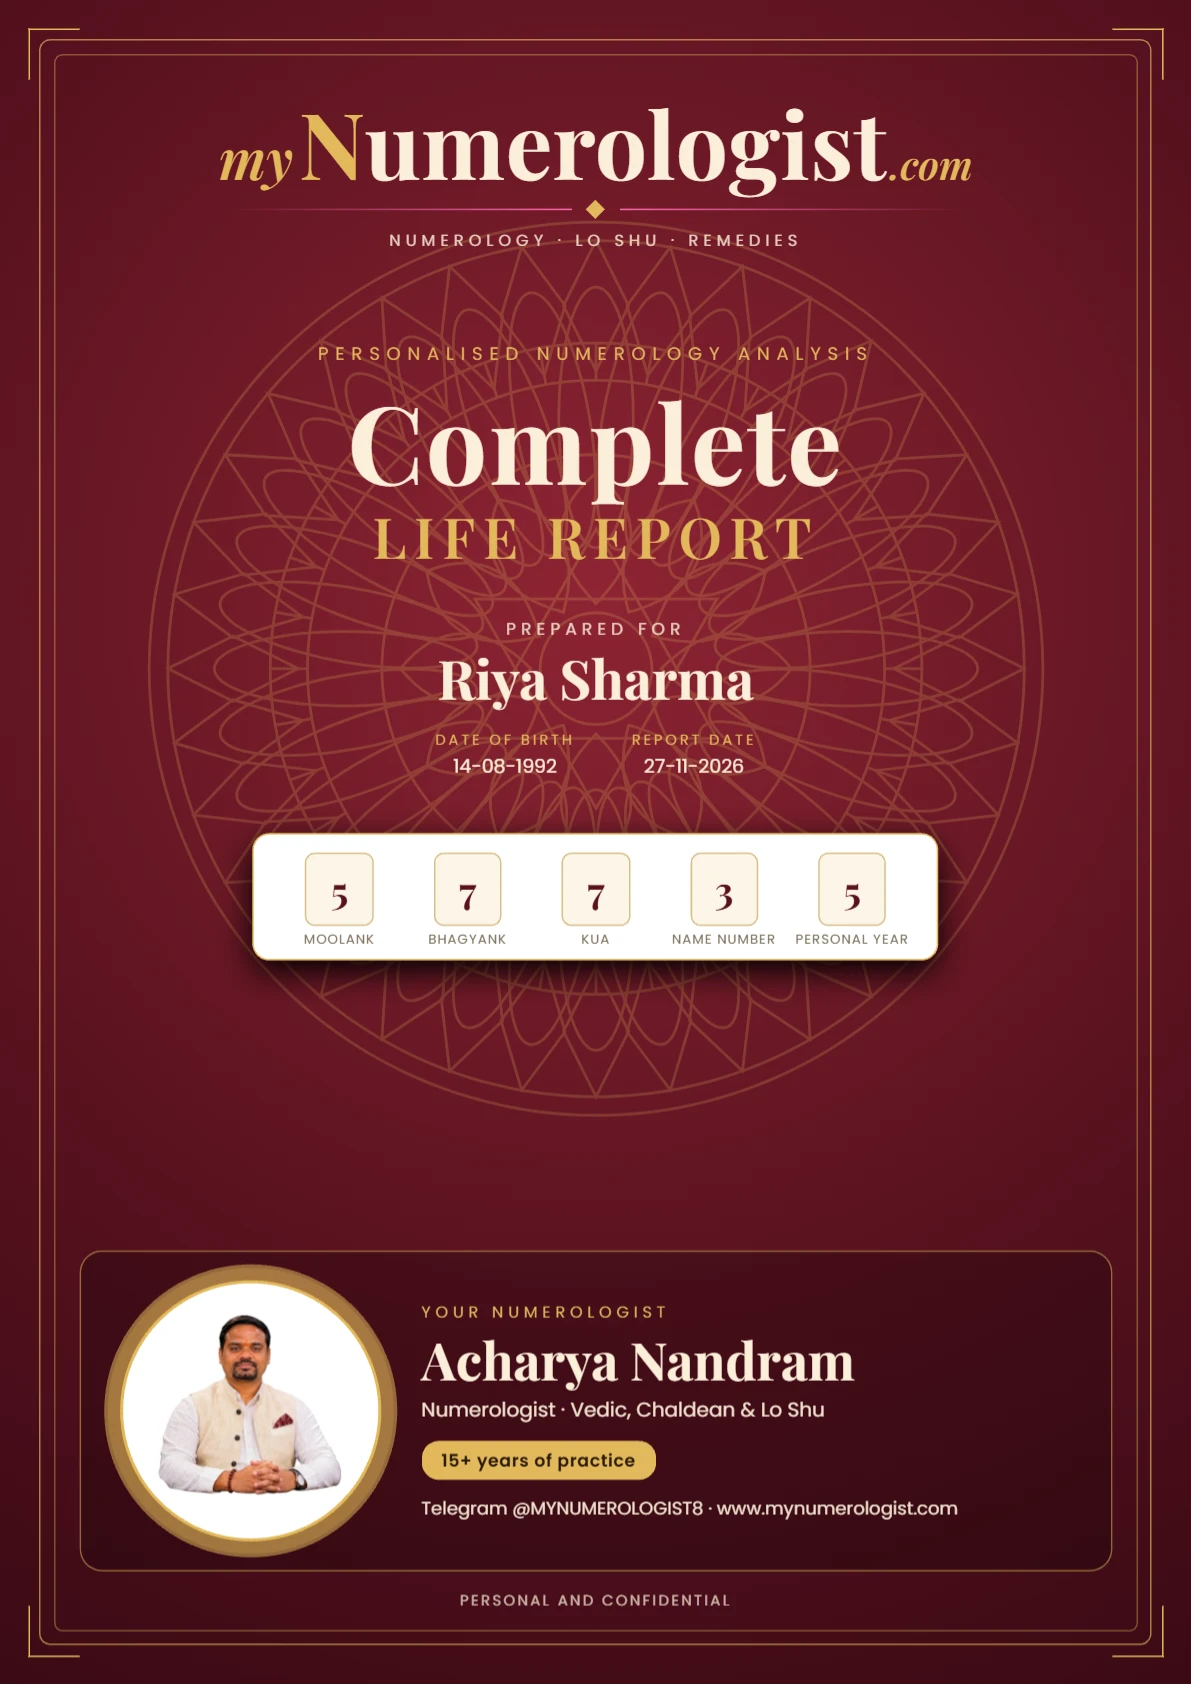 myNumerologist.com
NUMEROLOGY · LO SHU · REMEDIES
PERSONALISED NUMEROLOGY ANALYSIS
Complete
LIFE REPORT
PREPARED FOR
Riya Sharma
DATE OF BIRTH REPORT DATE
14-08-1992 27-11-2026
5 7 7 3 5
MOOLANK BHAGYANK KUA NAME NUMBER PERSONAL YEAR
YOUR NUMEROLOGIST
Acharya Nandram
Numerologist · Vedic, Chaldean & Lo Shu
15+ years of practice
Telegram @MYNUMEROLOGIST8 · www.mynumerologist.com
PERSONAL AND CONFIDENTIAL